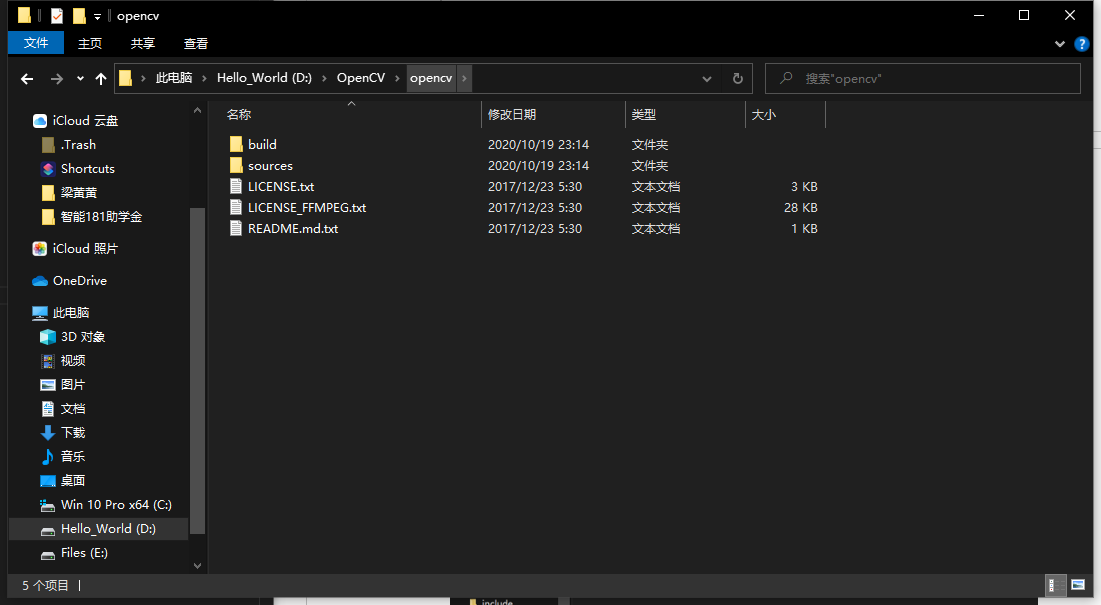 opencv
文件 主页 共享 查看
此电脑 Hello_World (D:) OpenCV opencv 搜索"opencv"
名称 修改日期 类型 大小
iCloud 云盘
.Trash
Shortcuts
梁黄黄
智能181助学金
iCloud 照片
OneDrive
此电脑
3D 对象
视频
图片
文档
下载
音乐
桌面
Win 10 Pro x64 (C:)
Hello_World (D:)
Files (E:)
build 2020/10/19 23:14 文件夹
sources 2020/10/19 23:14 文件夹
LICENSE.txt 2017/12/23 5:30 文本文档 3 KB
LICENSE_FFMPEG.txt 2017/12/23 5:30 文本文档 28 KB
README.md.txt 2017/12/23 5:30 文本文档 1 KB
5 个项目
include